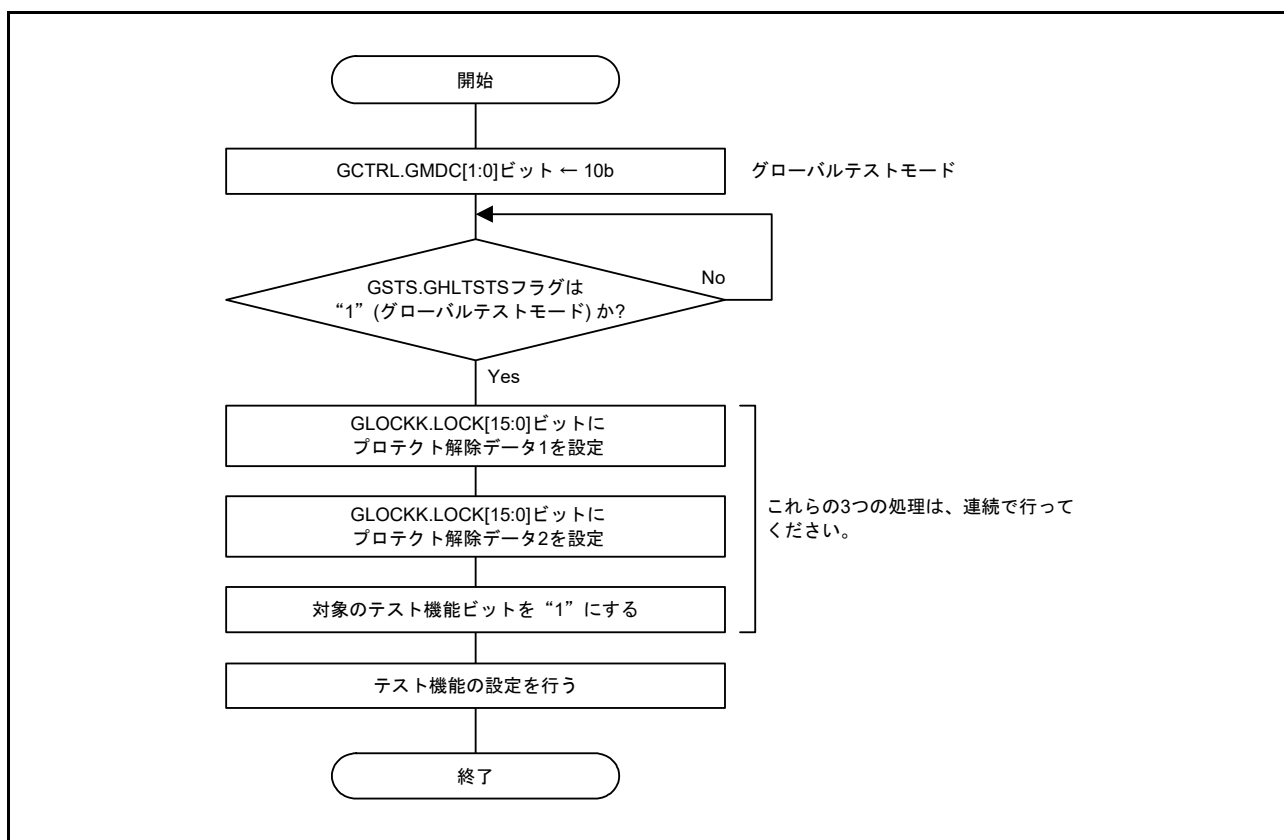 開始
GCTRL.GMDC[1:0]ビット ← 10b
グローバルテストモード
GSTS.GHLTSTSフラグは
“1” (グローバルテストモード) か?
No
Yes
GLOCKK.LOCK[15:0]ビットに
プロテクト解除データ1を設定
GLOCKK.LOCK[15:0]ビットに
プロテクト解除データ2を設定
対象のテスト機能ビットを “1” にする
これらの3つの処理は、連続で行って
ください。
テスト機能の設定を行う
終了